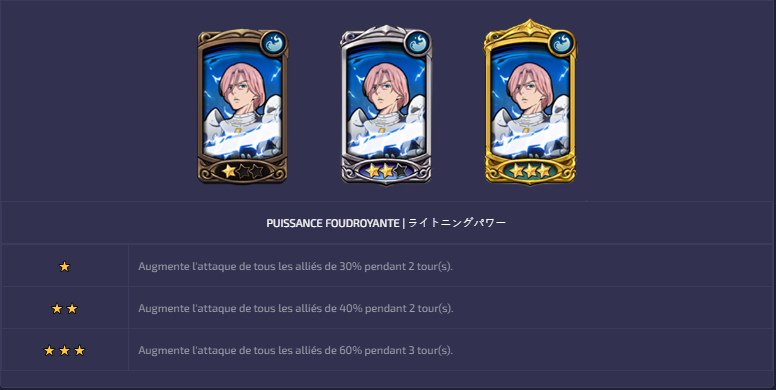 PUISSANCE FOUDROYANTE | ライトニングパワー
Augmente l'attaque de tous les alliés de 30% pendant 2 tour(s).
Augmente l'attaque de tous les alliés de 40% pendant 2 tour(s).
Augmente l'attaque de tous les alliés de 60% pendant 3 tour(s).